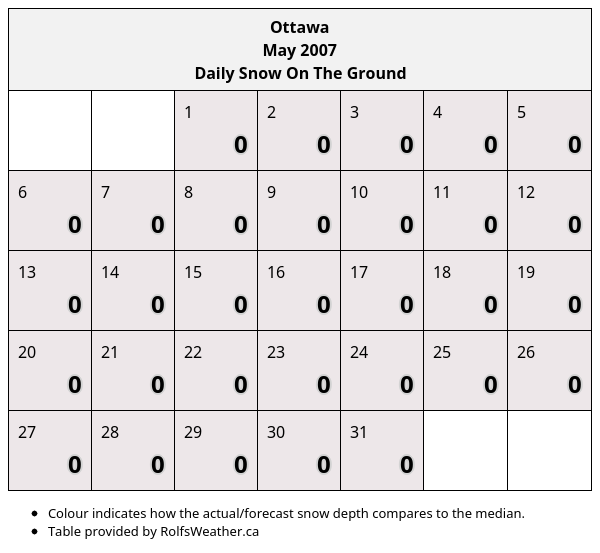 Ottawa
May 2007
Daily Snow On The Ground
1 2 3 4 5
0 0 0 0 0
6 7 8 9 10 11 12
0 0 0 0 0 0 0
13 14 15 16 17 18 19
0 0 0 0 0 0 0
20 21 22 23 24 25 26
0 0 0 0 0 0 0
27 28 29 30 31
0 0 0 0 0
• Colour indicates how the actual/forecast snow depth compares to the median.
• Table provided by RolfsWeather.ca